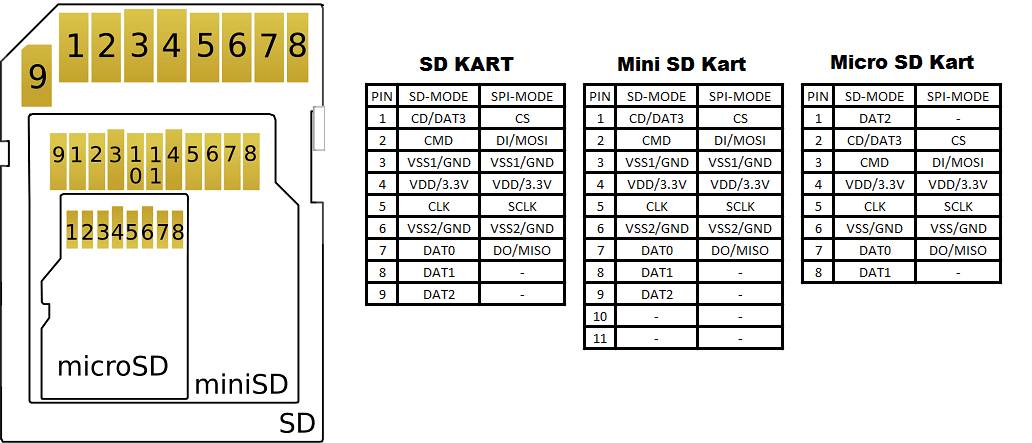 1 2 3 4 5 6 7 8
9
9 1 2 3 10 11 4 5 6 7 8
1 2 3 4 5 6 7 8
microSD
miniSD
SD
SD KART
PIN SD-MODE SPI-MODE
1 CD/DAT3 CS
2 CMD DI/MOSI
3 VSS1/GND VSS1/GND
4 VDD/3.3V VDD/3.3V
5 CLK SCLK
6 VSS2/GND VSS2/GND
7 DAT0 DO/MISO
8 DAT1 -
9 DAT2 -
Mini SD Kart
PIN SD-MODE SPI-MODE
1 CD/DAT3 CS
2 CMD DI/MOSI
3 VSS1/GND VSS1/GND
4 VDD/3.3V VDD/3.3V
5 CLK SCLK
6 VSS2/GND VSS2/GND
7 DAT0 DO/MISO
8 DAT1 -
9 DAT2 -
10 - -
11 - -
Micro SD Kart
PIN SD-MODE SPI-MODE
1 DAT2 -
2 CD/DAT3 CS
3 CMD DI/MOSI
4 VDD/3.3V VDD/3.3V
5 CLK SCLK
6 VSS/GND VSS/GND
7 DAT0 DO/MISO
8 DAT1 -